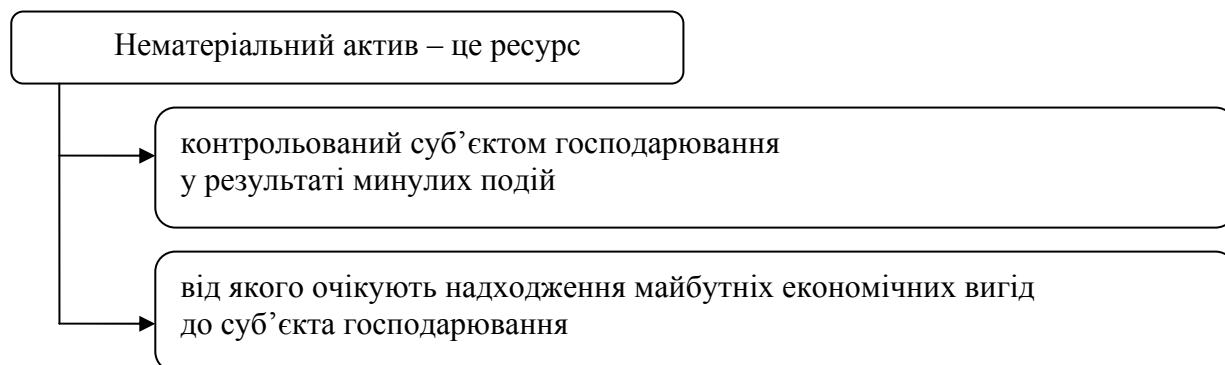 Нематеріальний актив – це ресурс
контрольований суб’єктом господарювання
у результаті минулих подій
від якого очікують надходження майбутніх економічних вигід
до суб’єкта господарювання